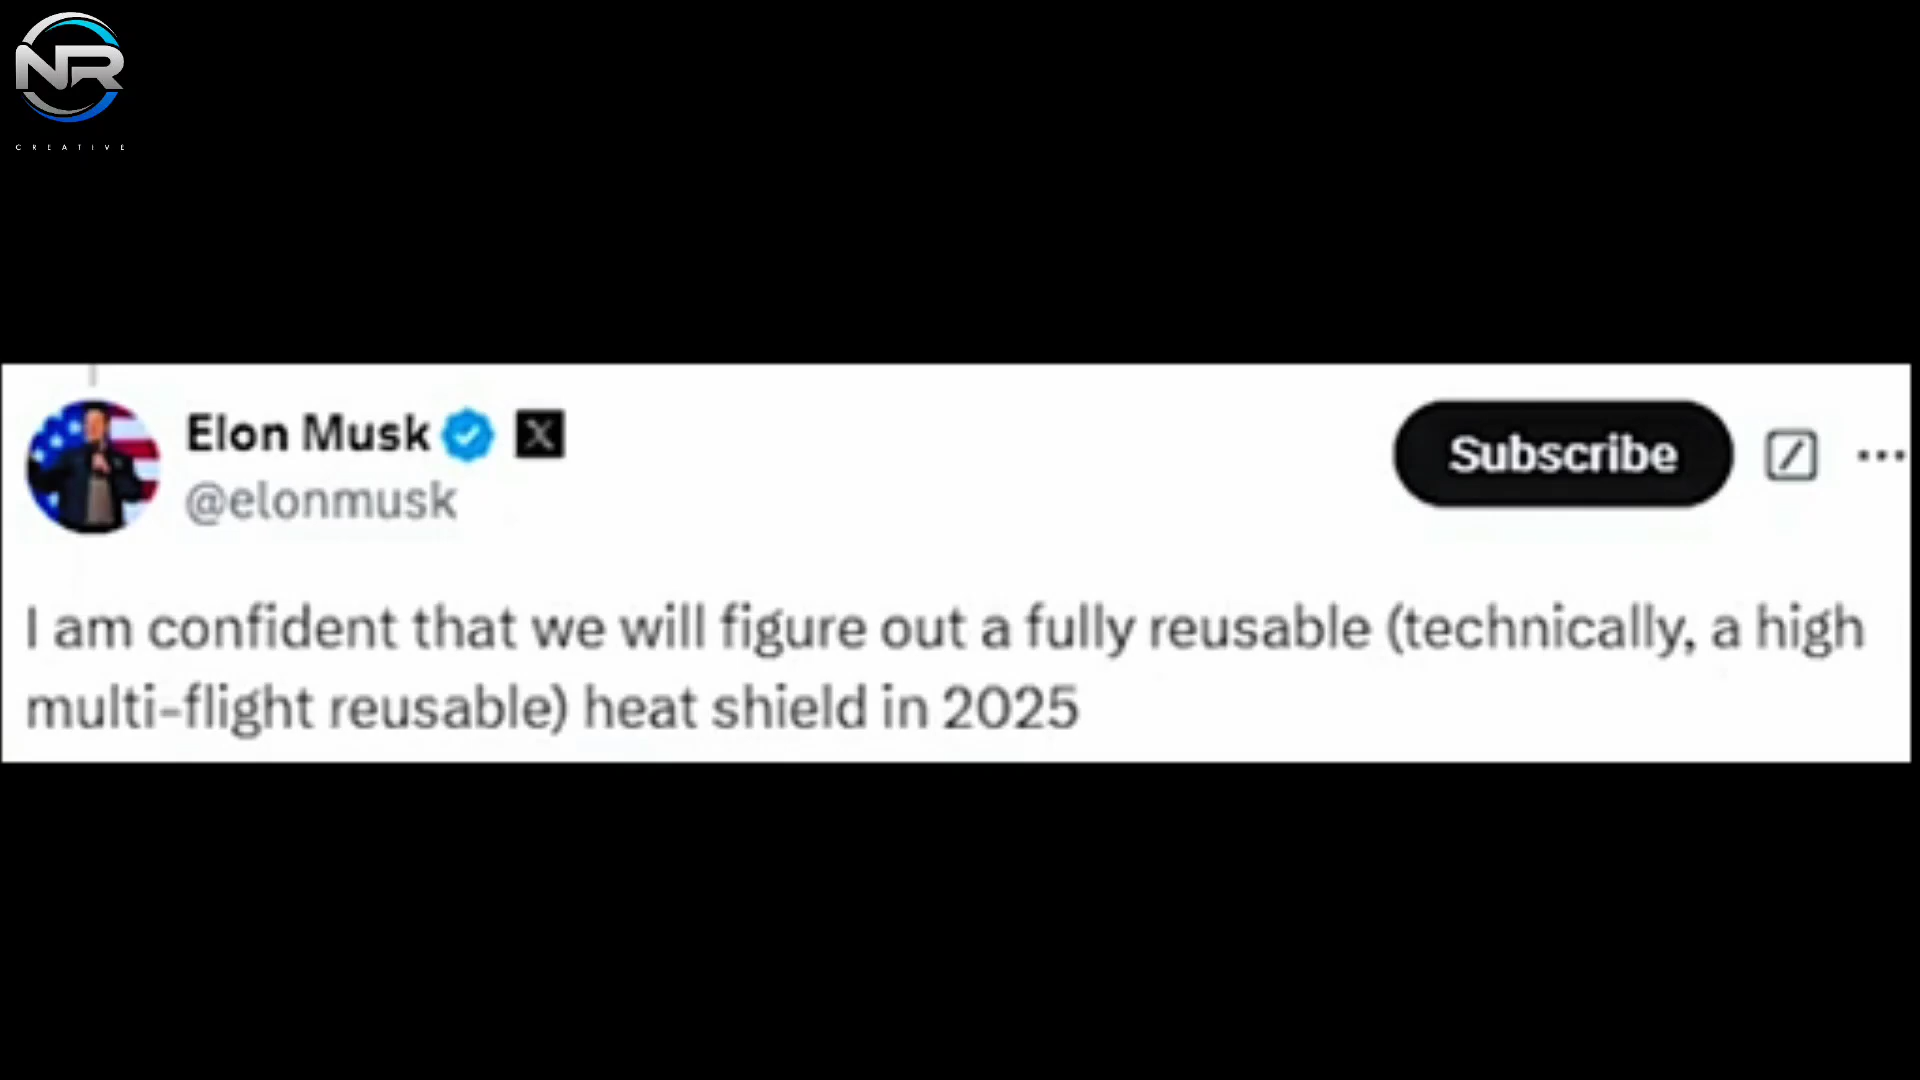 NR
CREATIVE
Elon Musk
@elonmusk
Subscribe
I am confident that we will figure out a fully reusable (technically, a high
multi-flight reusable) heat shield in 2025